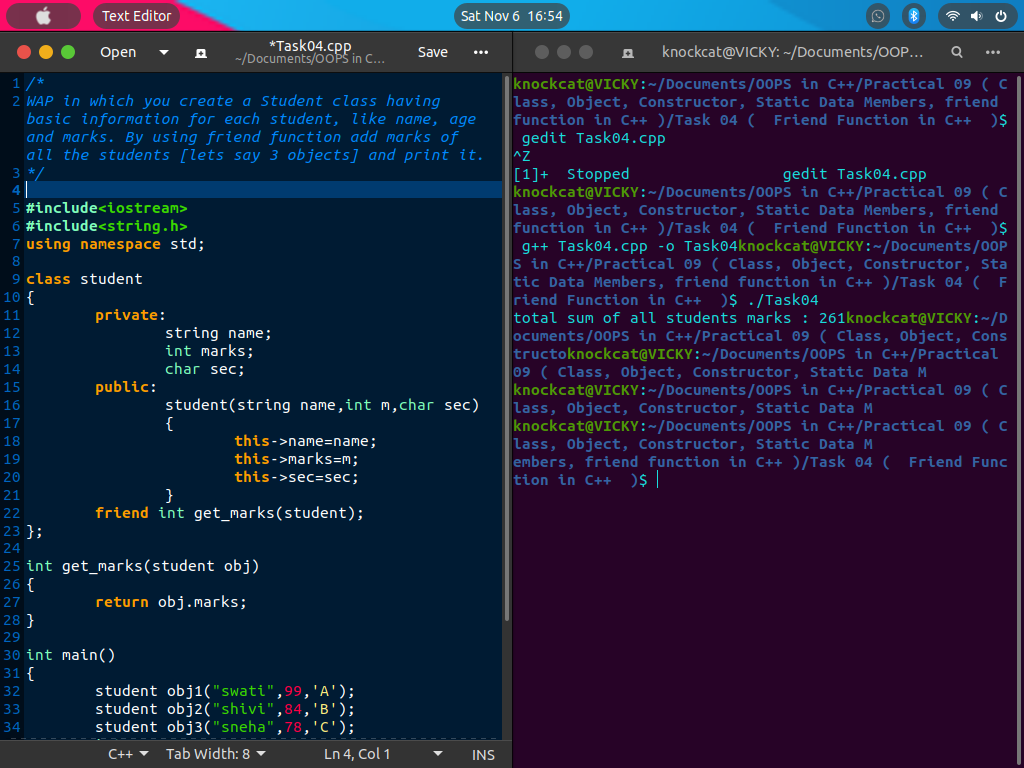 Text Editor
Sat Nov 6 16:54
Open
*Task04.cpp
~/Documents/OOPS in C…
Save
1 /*
2 WAP in which you create a Student class having
basic information for each student, like name, age
and marks. By using friend function add marks of
all the students [lets say 3 objects] and print it.
3 */
4
5 #include<iostream>
6 #include<string.h>
7 using namespace std;
8
9 class student
10 {
11 private:
12 string name;
13 int marks;
14 char sec;
15 public:
16 student(string name,int m,char sec)
17 {
18 this->name=name;
19 this->marks=m;
20 this->sec=sec;
21 }
22 friend int get_marks(student);
23 };
24
25 int get_marks(student obj)
26 {
27 return obj.marks;
28 }
29
30 int main()
31 {
32 student obj1("swati",99,'A');
33 student obj2("shivi",84,'B');
34 student obj3("sneha",78,'C');
C++ Tab Width: 8 Ln 4, Col 1 INS
knockcat@VICKY: ~/Documents/OOP…
knockcat@VICKY:~/Documents/OOPS in C++/Practical 09 ( C
lass, Object, Constructor, Static Data Members, friend
function in C++ )/Task 04 (  Friend Function in C++  )$
 gedit Task04.cpp
^Z
[1]+  Stopped                 gedit Task04.cpp
knockcat@VICKY:~/Documents/OOPS in C++/Practical 09 ( C
lass, Object, Constructor, Static Data Members, friend
function in C++ )/Task 04 (  Friend Function in C++  )$
 g++ Task04.cpp -o Task04knockcat@VICKY:~/Documents/OOP
S in C++/Practical 09 ( Class, Object, Constructor, Sta
tic Data Members, friend function in C++ )/Task 04 (  F
riend Function in C++  )$ ./Task04
total sum of all students marks : 261knockcat@VICKY:~/D
ocuments/OOPS in C++/Practical 09 ( Class, Object, Cons
tructoknockcat@VICKY:~/Documents/OOPS in C++/Practical
09 ( Class, Object, Constructor, Static Data M
knockcat@VICKY:~/Documents/OOPS in C++/Practical 09 ( C
lass, Object, Constructor, Static Data M
knockcat@VICKY:~/Documents/OOPS in C++/Practical 09 ( C
lass, Object, Constructor, Static Data M
embers, friend function in C++ )/Task 04 (  Friend Func
tion in C++  )$